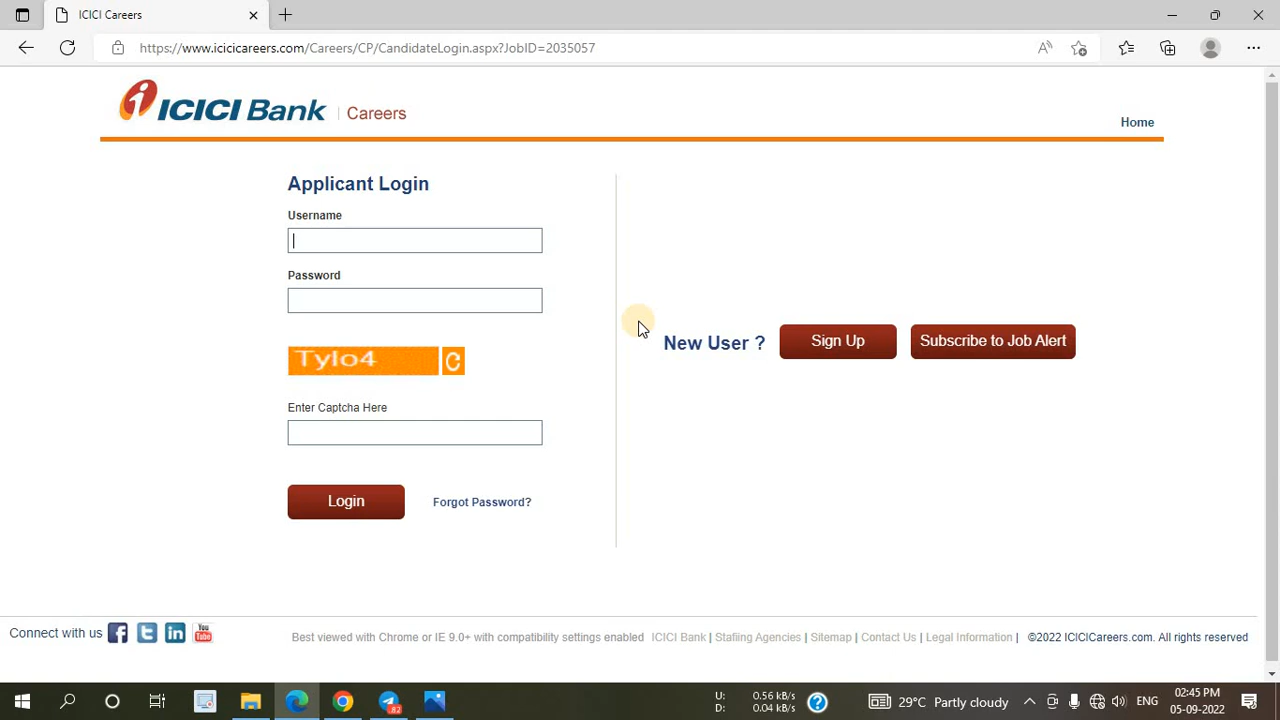 ICICI Careers
https://www.icicicareers.com/Careers/CP/CandidateLogin.aspx?JobID=2035057
ICICI Bank | Careers
Home
Applicant Login
Username
Password
Tylo4 C
Enter Captcha Here
Login Forgot Password?
New User ? Sign Up Subscribe to Job Alert
Connect with us
Best viewed with Chrome or IE 9.0+ with compatibility settings enabled ICICI Bank | Stafiing Agencies | Sitemap | Contact Us | Legal Information | ©2022 ICICICareers.com. All rights reserved
U: 0.56 kB/s
D: 0.04 kB/s
29°C Partly cloudy
ENG
02:45 PM
05-09-2022